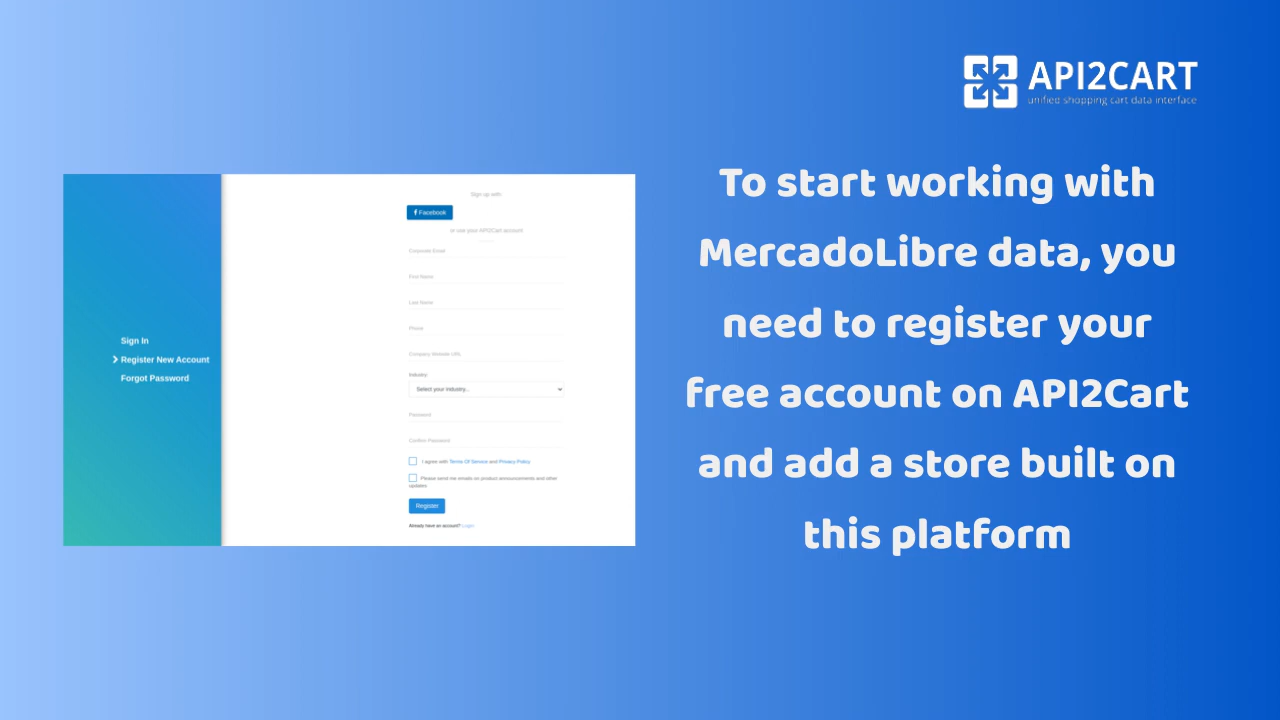 API2CART
unified shopping cart data interface
To start working with
MercadoLibre data, you
need to register your
free account on API2Cart
and add a store built on
this platform
Sign In
Register New Account
Forgot Password
Sign up with:
Facebook
or use your API2Cart account
Corporate Email
First Name
Last Name
Phone
Company Website URL
Industry:
Select your industry...
Password
Confirm Password
I agree with Terms Of Service and Privacy Policy
Please send me emails on product announcements and other
updates
Register
Already have an account? Login